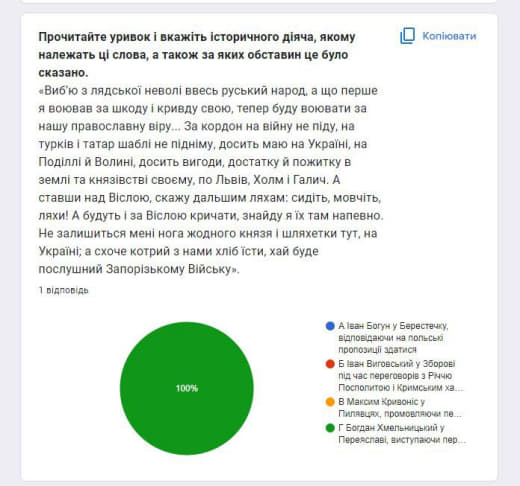 Прочитайте уривок і вкажіть історичного діяча, якому
Копіювати
належать ці слова, а також за яких обставин це було
сказано.
«Виб'ю з лядської неволі ввесь руський народ, а що перше
я воював за шкоду і кривду свою, тепер буду воювати за
нашу православну віру... За кордон на війну не піду, на
турків і татар шаблі не підніму, досить маю на Україні, на
Поділлі й Волині, досить вигоди, достатку й пожитку в
землі та князівстві своєму, по Львів, Холм і Галич. А
ставши над Віслою, скажу дальшим ляхам: сидіть, мовчіть,
ляхи! А будуть і за Віслою кричати, знайду я їх там напевно.
Не залишиться мені нога жодного князя і шляхетки тут, на
Україні; а схоче котрий з нами хліб їсти, хай буде
послушний Запорізькому Війську».
1 відповідь
100%
А Іван Богун у Берестечку,
відповідаючи на польські
пропозиції здатися
Б Іван Виговський у Зборові
під час переговорів з Річчю
Посполитою і Кримським ха...
В Максим Кривоніс у
Пилявцях, промовляючи пе...
Г Богдан Хмельницький у
Переяславі, виступаючи пер...